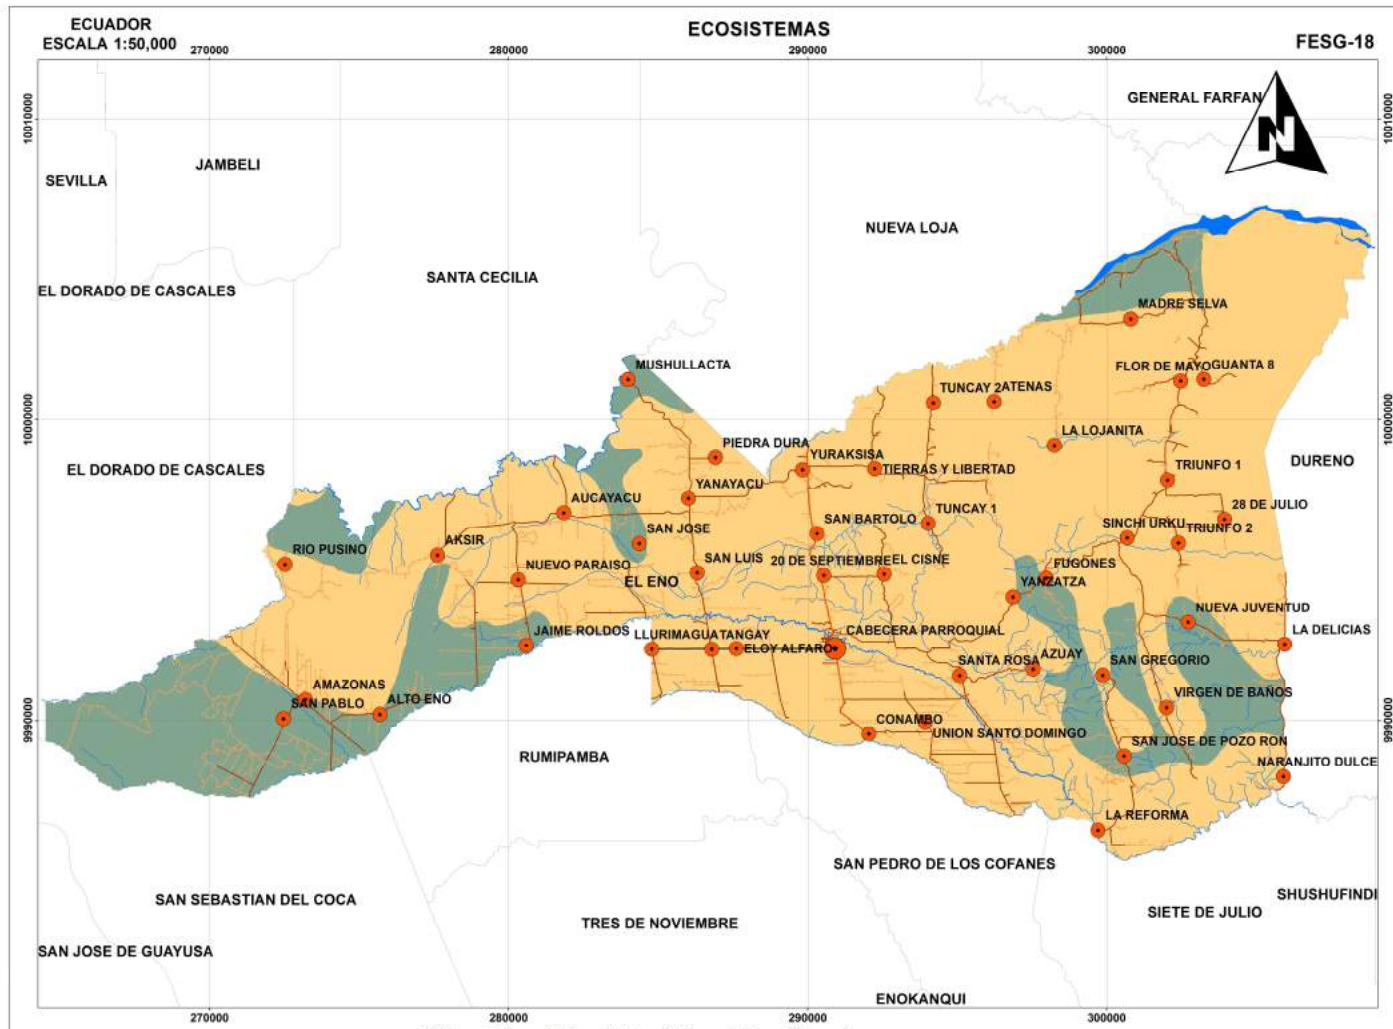 ECUADOR
ESCALA 1:50,000
ECOSISTEMAS
FESG-18
270000
280000
290000
300000
10010000
10010000
GENERAL FARFAN
N
JAMBELI
SEVILLA
NUEVA LOJA
SANTA CECILIA
EL DORADO DE CASCALES
MADRE SELVA
MUSHULLACTA
FLOR DE MAYO
GUANTA 8
TUNCAY 2
ATENAS
10000000
10000000
LA LOJANITA
PIEDRA DURA
YURAKSISA
EL DORADO DE CASCALES
TIERRAS Y LIBERTAD
TRIUNFO 1
DURENO
YANAYACU
AUCAYACU
TUNCAY 1
28 DE JULIO
SAN JOSE
SAN BARTOLO
SINCHI URKU
TRIUNFO 2
RIO PUSINO
AKSIR
NUEVO PARAISO
SAN LUIS
20 DE SEPTIEMBRE
EL CISNE
FUGONES
EL ENO
YANZATZA
NUEVA JUVENTUD
JAIME ROLDOS
LLURIMAGUA
TANGAY
ELOY ALFARO
CABECERA PARROQUIAL
LA DELICIAS
SANTA ROSA
AZUAY
SAN GREGORIO
AMAZONAS
SAN PABLO
ALTO ENO
VIRGEN DE BAÑOS
9990000
9990000
CONAMBO
UNION SANTO DOMINGO
SAN JOSE DE POZO RON
RUMIPAMBA
NARANJITO DULCE
LA REFORMA
SAN PEDRO DE LOS COFANES
SAN SEBASTIAN DEL COCA
SHUSHUFINDI
SIETE DE JULIO
TRES DE NOVIEMBRE
SAN JOSE DE GUAYUSA
ENOKANQUI
270000
280000
290000
300000